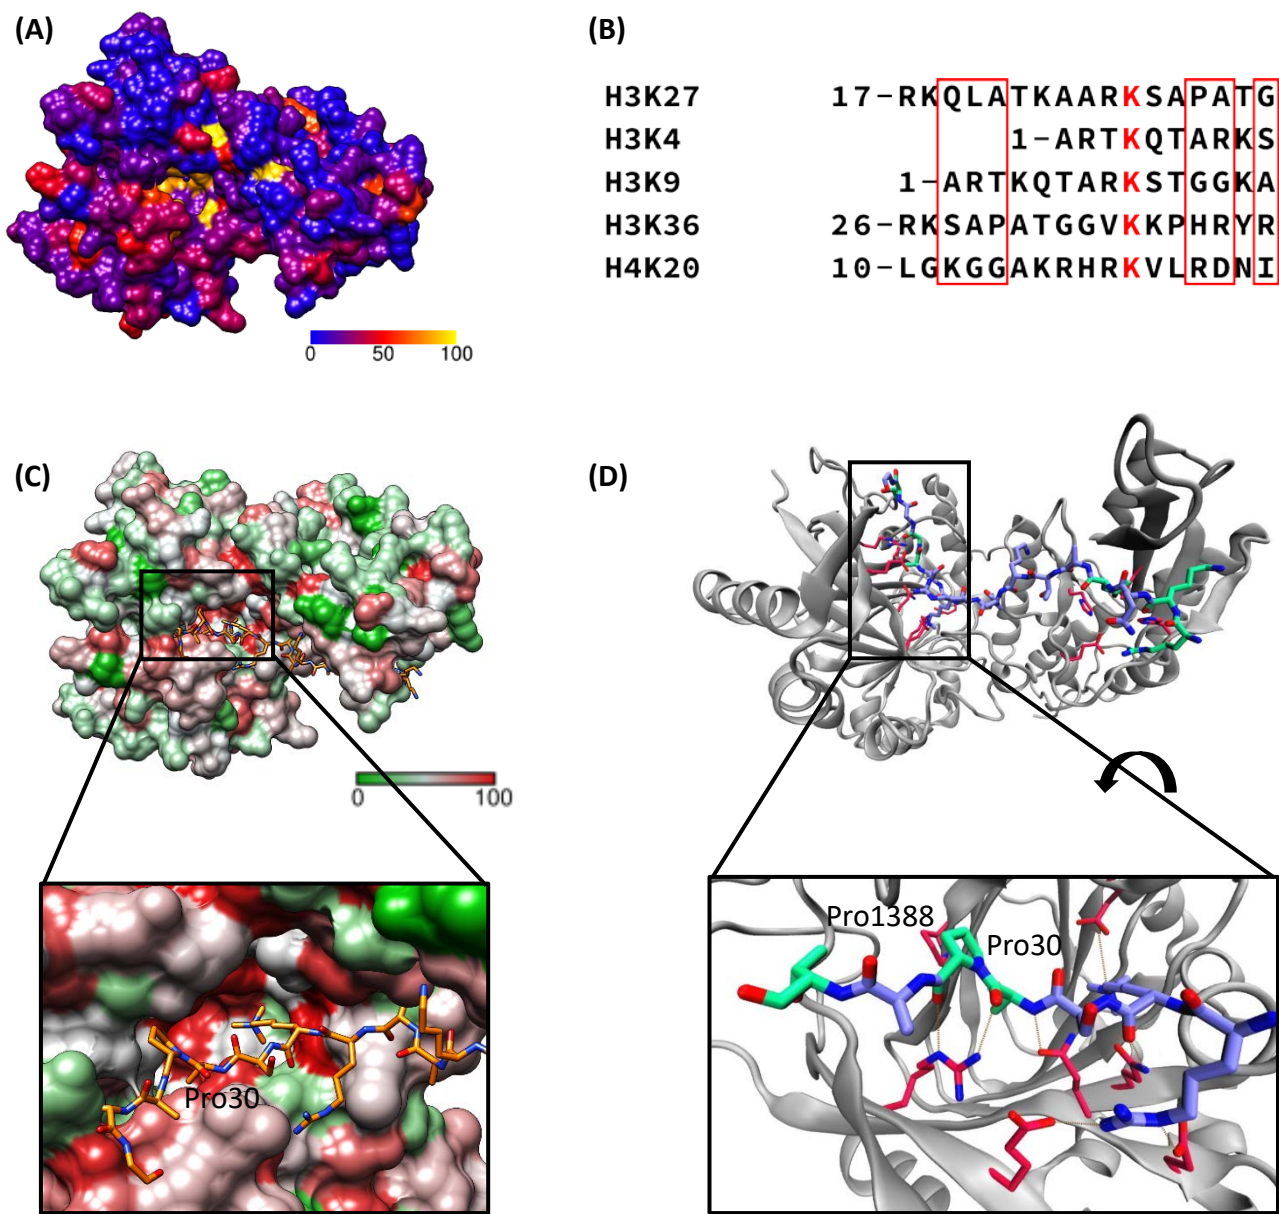 (A)
0 50 100
(B)
H3K27 17-RKQLATKAARKSAPATG
H3K4 1-ARTKQTARKS
H3K9 1-ARTKQTARKSTGGKA
H3K36 26-RKSAPATGGVKKPHRYR
H4K20 10-LGKGGAKRHRKVLRDNI
(C)
0 100
Pro30
(D)
Pro1388
Pro30